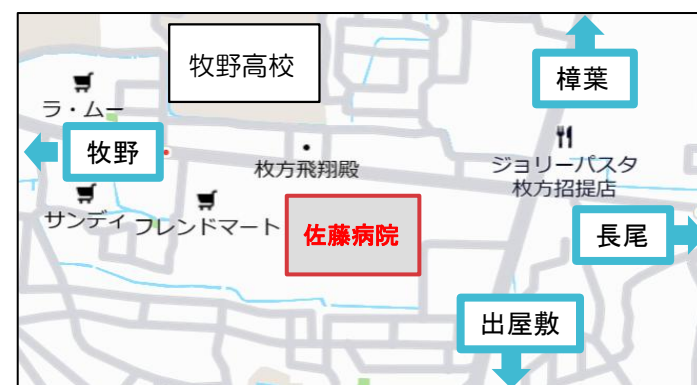 牧野高校
樟葉
ラ・ムー
牧野
枚方飛翔殿
ジョリーパスタ
枚方招提店
サンディ
フレンドマート
佐藤病院
長尾
出屋敷